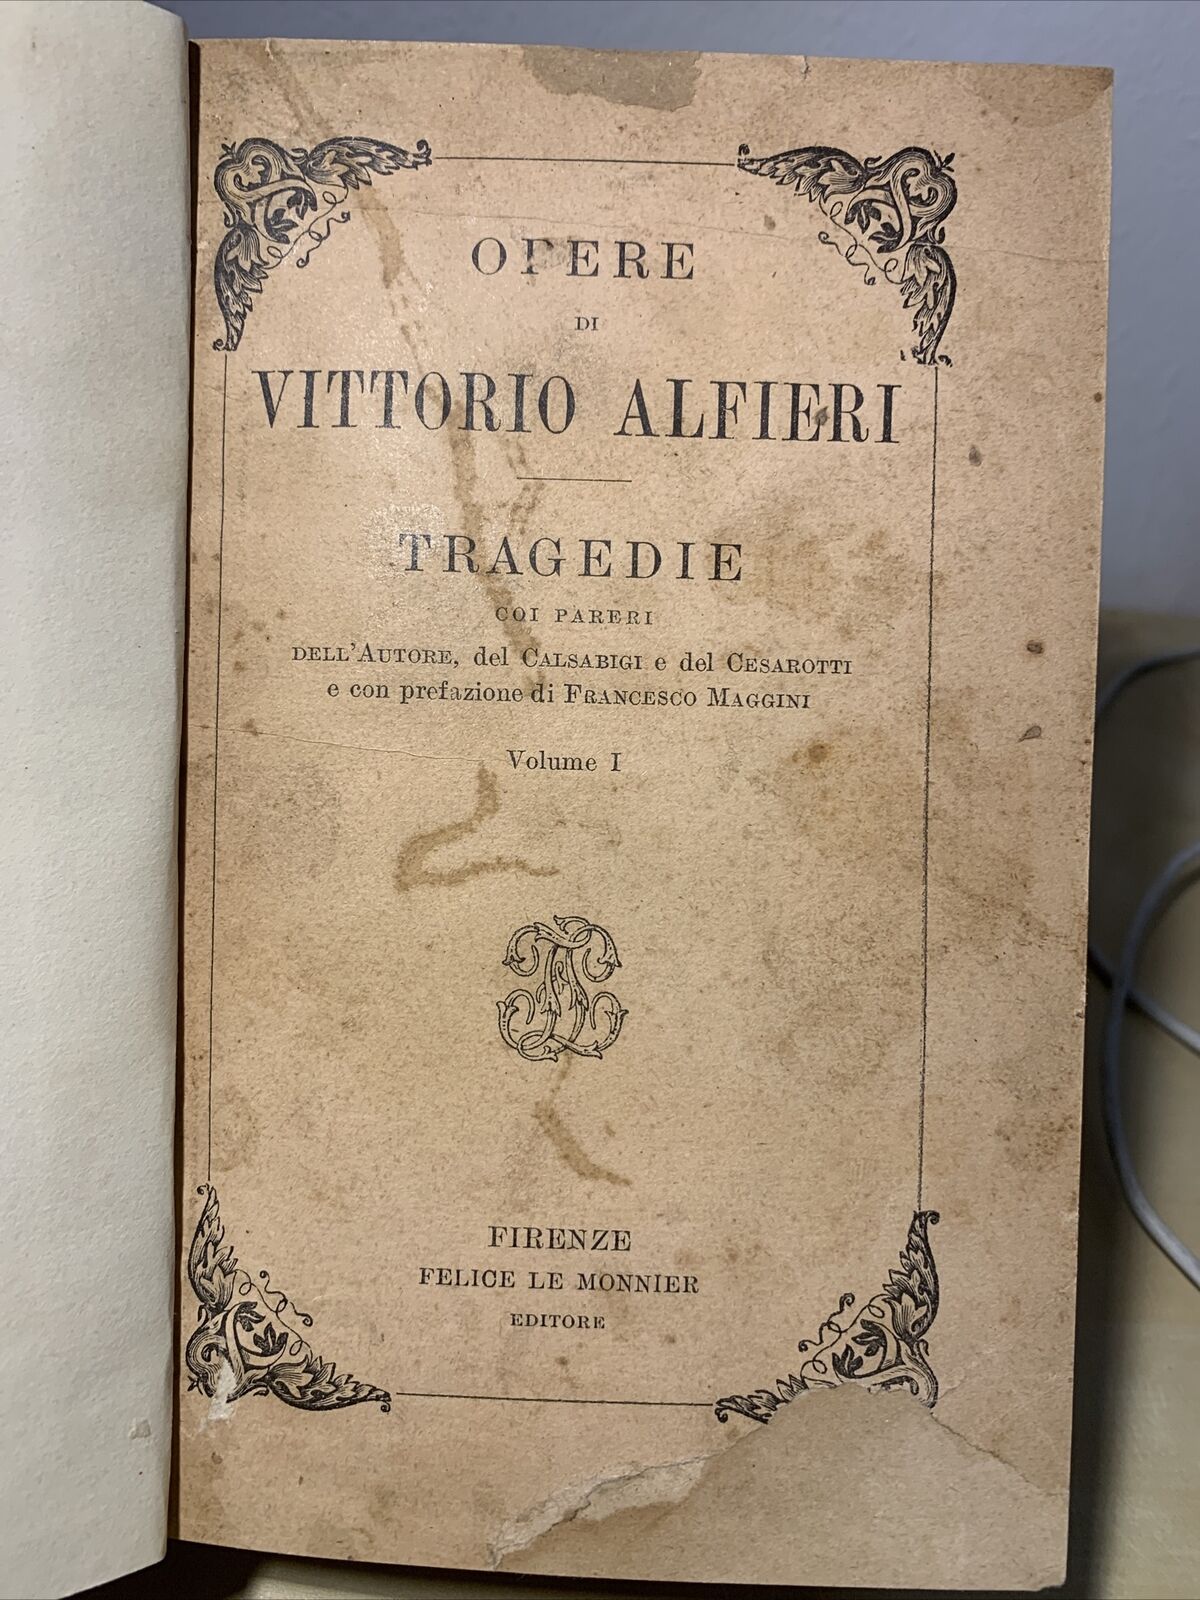 OPERE
DI
VITTORIO ALFIERI
TRAGEDIE
COI PARERI
DELL'AUTORE, del CALSABIGI e del CESAROTTI
e con prefazione di FRANCESCO MAGGINI
Volume I
FIRENZE
FELICE LE MONNIER
EDITORE